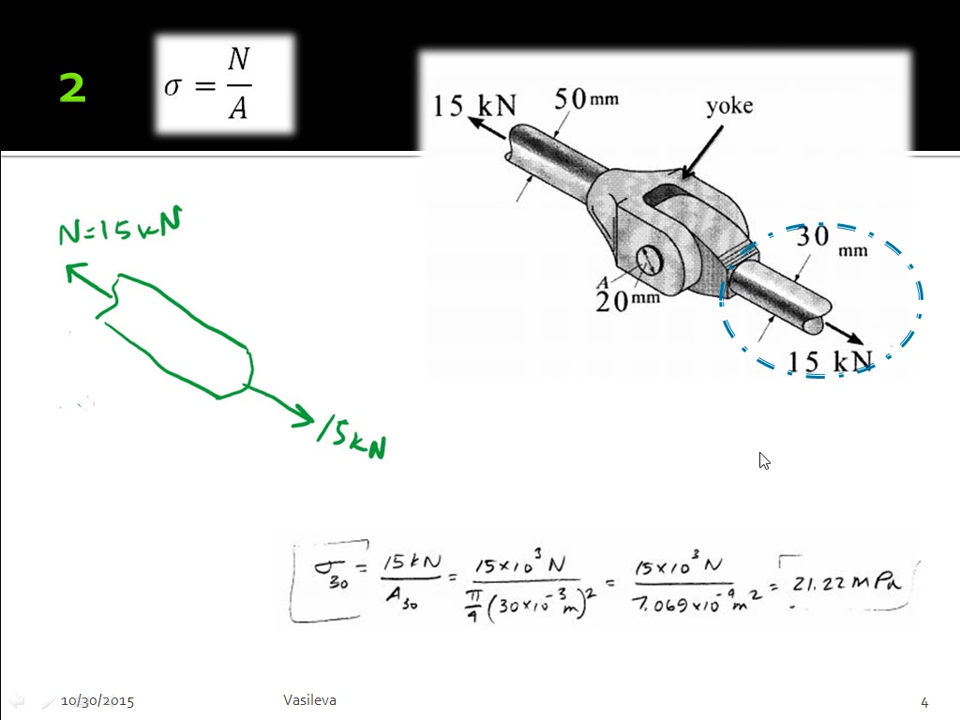 2
σ = N/A
15 kN
50 mm
yoke
30 mm
A
20 mm
15 kN
N=15kN
15kN
σ₃₀ = 15kN/A₃₀ = 15×10³ N/(π/4 (30×10⁻³ m)²) = 15×10³ N/(7.069×10⁻⁴ m²) = 21.22 MPa
10/30/2015
Vasileva
4